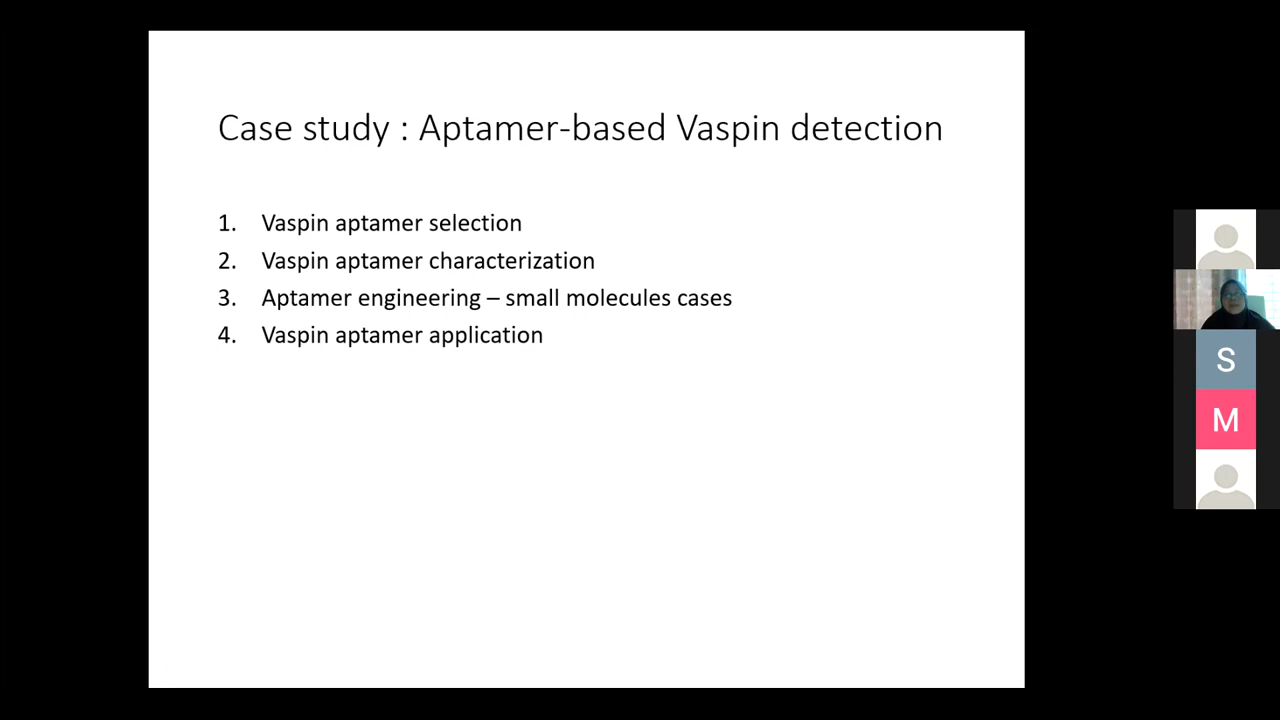 Case study : Aptamer-based Vaspin detection
1. Vaspin aptamer selection
2. Vaspin aptamer characterization
3. Aptamer engineering – small molecules cases
4. Vaspin aptamer application
S
M